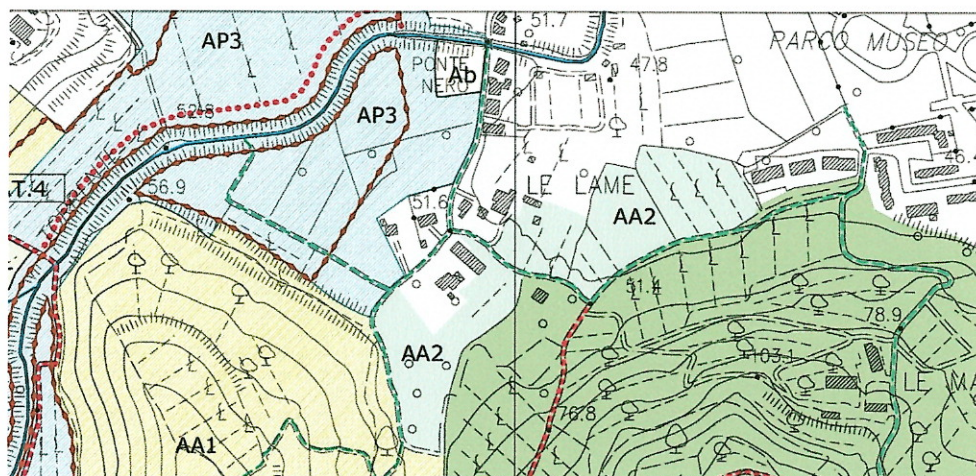 AP3
51.7
PARCO MUSEO
PONTE NERO
Ab
47.8
52.8
AP3
AT.4
56.9
51.6
LE LAME
AA2
46.
51.4
78.9
AA2
103.1
LE MA
76.8
AA1